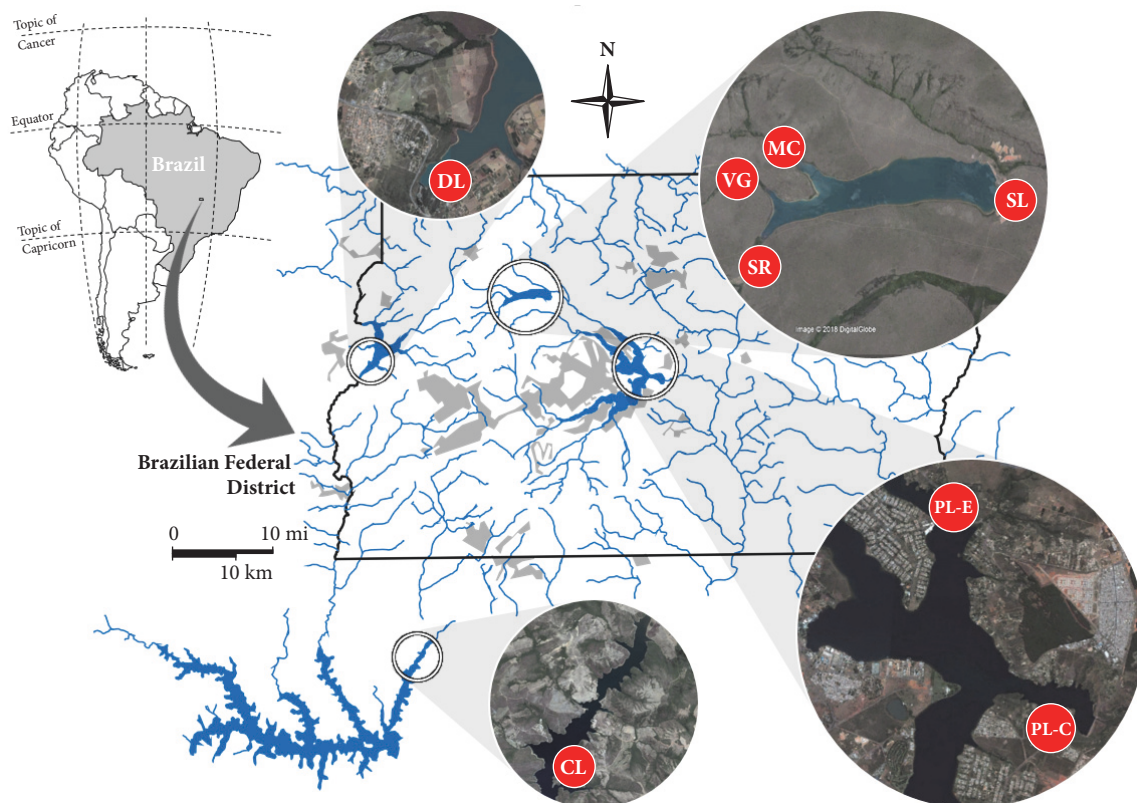 Topic of
Cancer
Equator
Brazil
Topic of
Capricorn
N
DL
MC
VG
SL
SR
Image © 2018 DigitalGlobe
Brazilian Federal
District
0 10 mi
10 km
PL-E
PL-C
CL